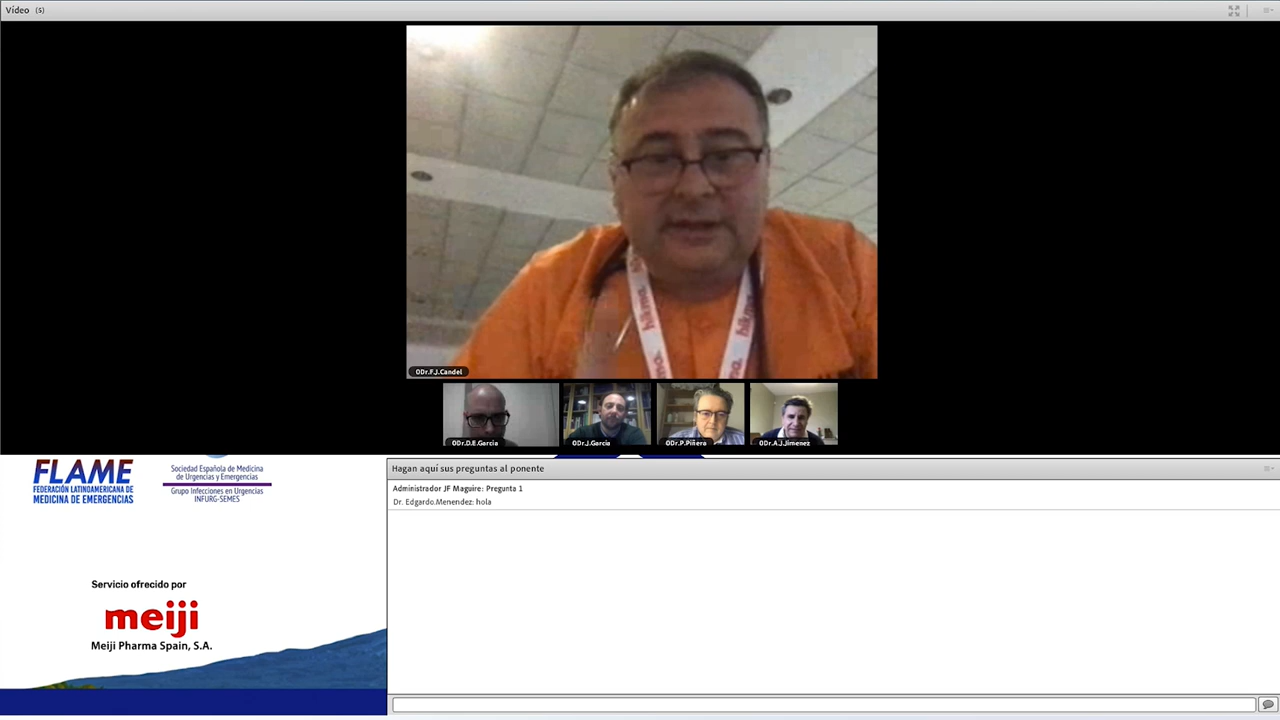 Vídeo (5)
ODr.F.J.Candel
ODr.D.E.Garcia
ODr.J.Garcia
ODr.P.Piñera
ODr.A.J.Jimenez
FLAME
FEDERACIÓN LATINOAMERICANA DE
MEDICINA DE EMERGENCIAS
Sociedad Española de Medicina
de Urgencias y Emergencias
Grupo Infecciones en Urgencias
INFURG-SEMES
Servicio ofrecido por
meiji
Meiji Pharma Spain, S.A.
Hagan aquí sus preguntas al ponente
Administrador JF Maguire: Pregunta 1
Dr. Edgardo.Menendez: hola